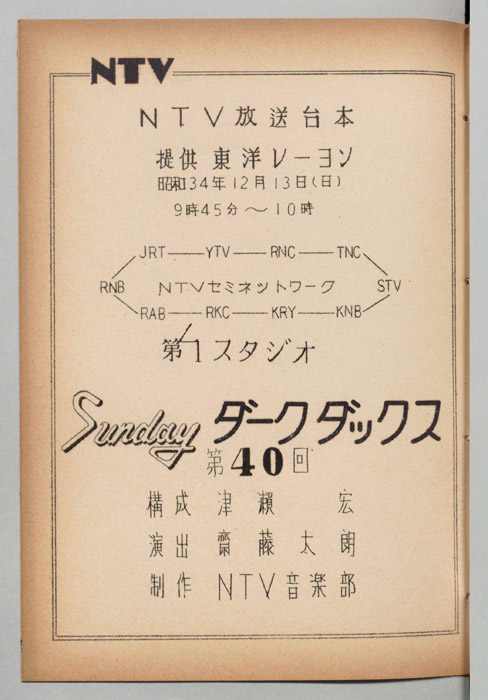 NTV
NTV放送台本
提供 東洋レーヨン
昭和34年12月13日(日)
9時45分～10時
JRT — YTV — RNC — TNC
RNB NTVセミネットワーク STV
RAB — RKC — KRY — KNB
第1スタジオ
Sunday ダークダックス
第40回
構成 津瀬 宏
演出 齋藤太朗
制作 NTV音楽部